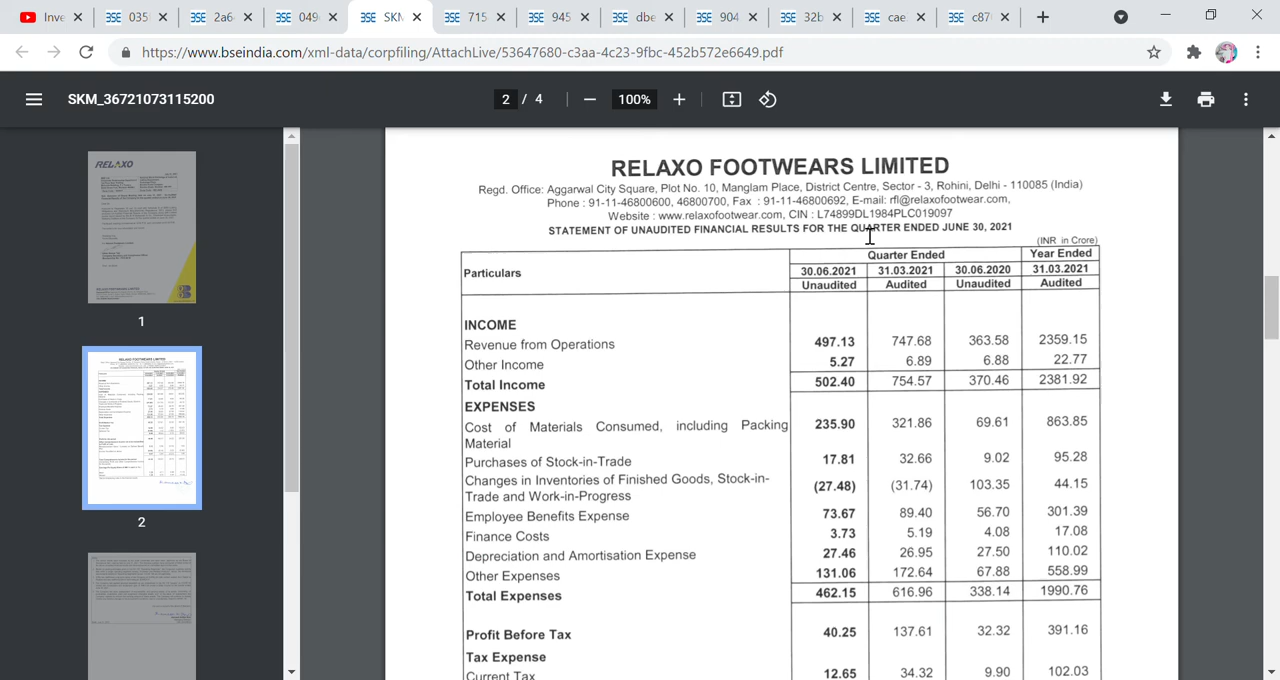 Inve
035
2a6
049
SKM
715
945
dbe
904
32b
cae
c87
https://www.bseindia.com/xml-data/corpfiling/AttachLive/53647680-c3aa-4c23-9fbc-452b572e6649.pdf
SKM_36721073115200
2 / 4
100%
RELAXO
1
2
RELAXO FOOTWEARS LIMITED
Regd. Office: Aggarwal City Square, Plot No. 10, Manglam Place, District Centre, Sector - 3, Rohini, Delhi - 110085 (India)
Phone : 91-11-46800600, 46800700, Fax : 91-11-46800692, E-mail: rfl@relaxofootwear.com,
Website : www.relaxofootwear.com, CIN : L74899DL1984PLC019097
STATEMENT OF UNAUDITED FINANCIAL RESULTS FOR THE QUARTER ENDED JUNE 30, 2021
(INR in Crore)
Particulars Quarter Ended Year Ended
30.06.2021 31.03.2021 30.06.2020 31.03.2021
Unaudited Audited Unaudited Audited
INCOME
Revenue from Operations 497.13 747.68 363.58 2359.15
Other Income 5.27 6.89 6.88 22.77
Total Income 502.40 754.57 370.46 2381.92
EXPENSES
Cost of Materials Consumed, including Packing
Material 235.90 321.86 69.61 863.85
Purchases of Stock-in-Trade 17.81 32.66 9.02 95.28
Changes in Inventories of Finished Goods, Stock-in-
Trade and Work-in-Progress (27.48) (31.74) 103.35 44.15
Employee Benefits Expense 73.67 89.40 56.70 301.39
Finance Costs 3.73 5.19 4.08 17.08
Depreciation and Amortisation Expense 27.46 26.95 27.50 110.02
Other Expenses 131.06 172.64 67.88 558.99
Total Expenses 462.15 616.96 338.14 1990.76
Profit Before Tax 40.25 137.61 32.32 391.16
Tax Expense
Current Tax 12.65 34.32 9.90 102.03